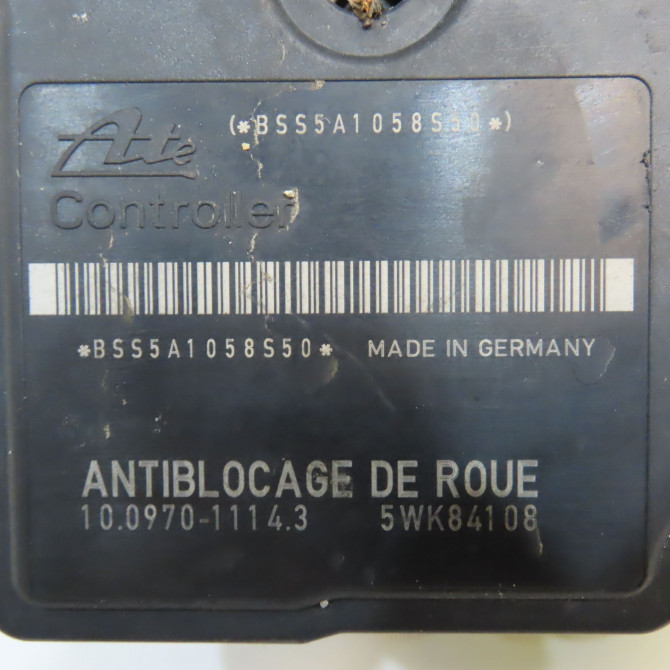 (*BSS5A1058S50*)
Ate
Controller
*BSS5A1058S50* MADE IN GERMANY
ANTIBLOCAGE DE ROUE
10.0970-1114.3 5WK84108